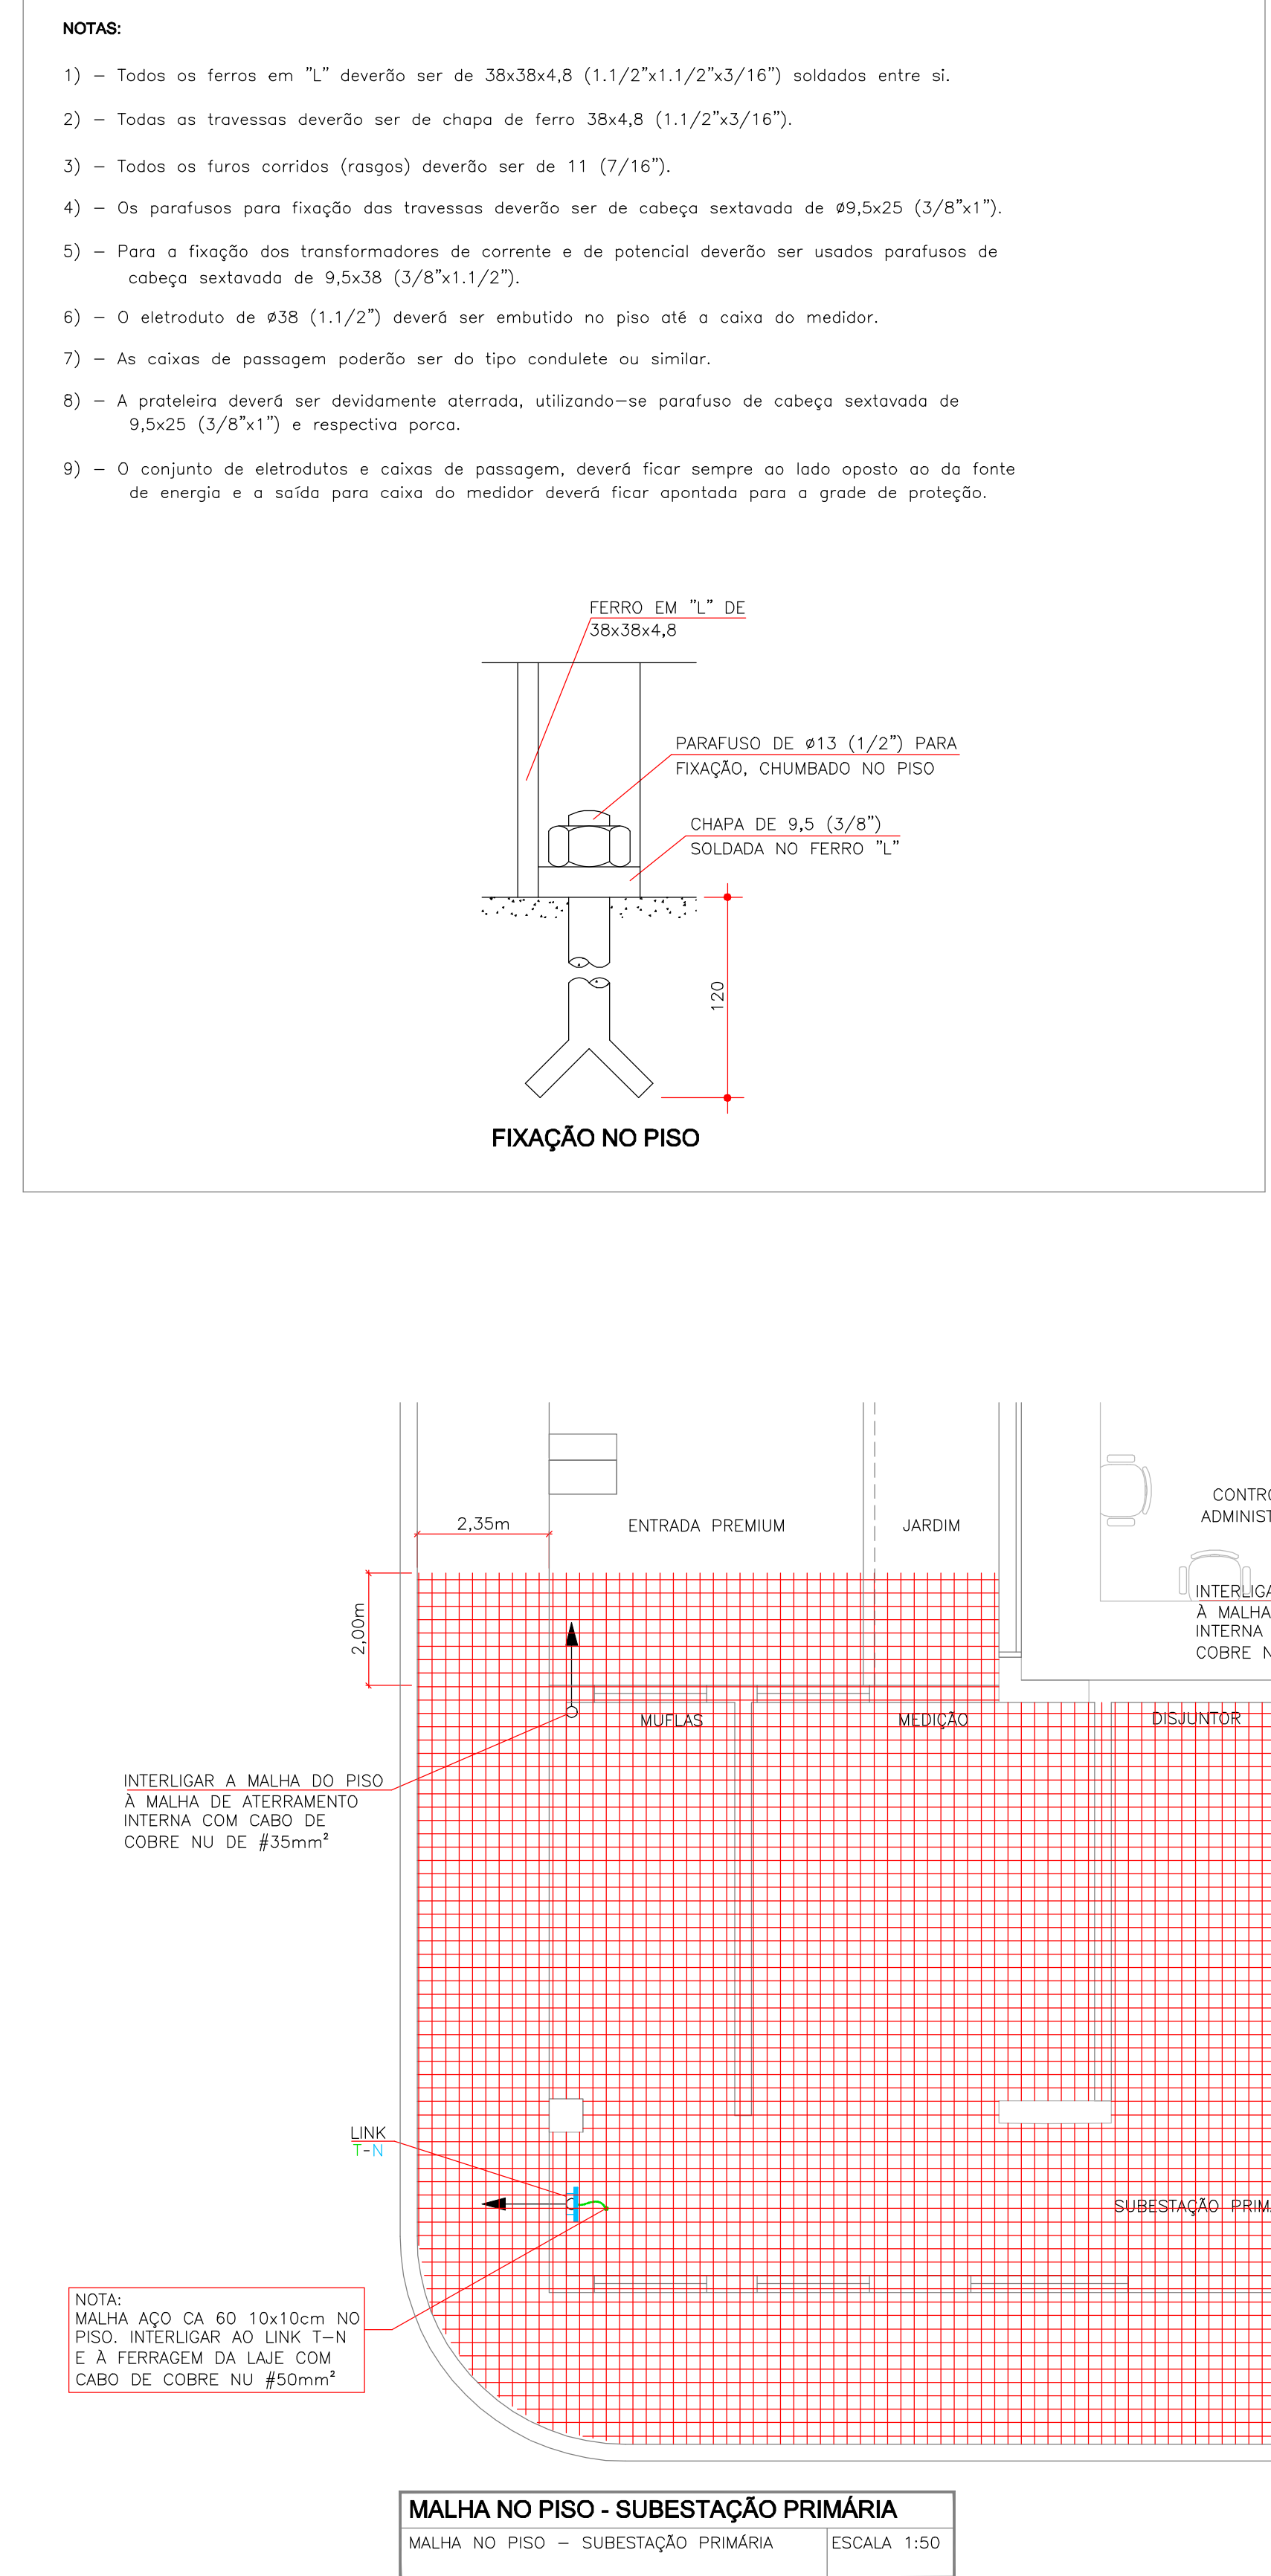 NOTAS:
1) – Todos os ferros em "L" deverão ser de 38x38x4,8 (1.1/2"x1.1/2"x3/16") soldados entre si.
2) – Todas as travessas deverão ser de chapa de ferro 38x4,8 (1.1/2"x3/16").
3) – Todos os furos corridos (rasgos) deverão ser de 11 (7/16").
4) – Os parafusos para fixação das travessas deverão ser de cabeça sextavada de ø9,5x25 (3/8"x1").
5) – Para a fixação dos transformadores de corrente e de potencial deverão ser usados parafusos de
cabeça sextavada de 9,5x38 (3/8"x1.1/2").
6) – O eletroduto de ø38 (1.1/2") deverá ser embutido no piso até a caixa do medidor.
7) – As caixas de passagem poderão ser do tipo condulete ou similar.
8) – A prateleira deverá ser devidamente aterrada, utilizando–se parafuso de cabeça sextavada de
9,5x25 (3/8"x1") e respectiva porca.
9) – O conjunto de eletrodutos e caixas de passagem, deverá ficar sempre ao lado oposto ao da fonte
de energia e a saída para caixa do medidor deverá ficar apontada para a grade de proteção.
FERRO EM "L" DE
38x38x4,8
PARAFUSO DE ø13 (1/2") PARA
FIXAÇÃO, CHUMBADO NO PISO
CHAPA DE 9,5 (3/8")
SOLDADA NO FERRO "L"
120
FIXAÇÃO NO PISO
CONTRO
ADMINIST
2,35m
ENTRADA PREMIUM
JARDIM
2,00m
INTERLIGA
À MALHA
INTERNA
COBRE N
MUFLAS
MEDIÇÃO
DISJUNTOR
INTERLIGAR A MALHA DO PISO
À MALHA DE ATERRAMENTO
INTERNA COM CABO DE
COBRE NU DE #35mm²
LINK
T-N
SUBESTAÇÃO PRIM
NOTA:
MALHA AÇO CA 60 10x10cm NO
PISO. INTERLIGAR AO LINK T–N
E À FERRAGEM DA LAJE COM
CABO DE COBRE NU #50mm²
MALHA NO PISO - SUBESTAÇÃO PRIMÁRIA
MALHA NO PISO – SUBESTAÇÃO PRIMÁRIA
ESCALA 1:50